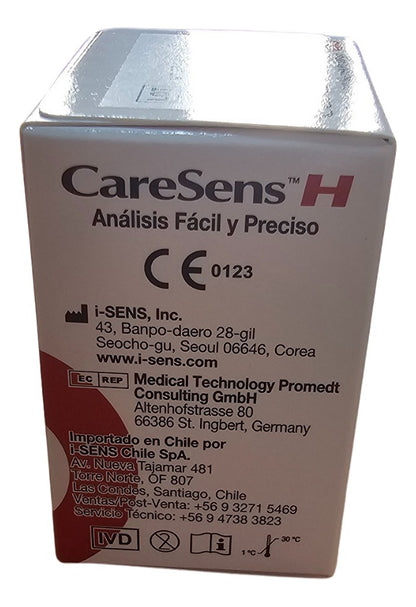 CareSens™ H
Análisis Fácil y Preciso
CE 0123
i-SENS, Inc.
43, Banpo-daero 28-gil
Seocho-gu, Seoul 06646, Corea
www.i-sens.com
EC REP Medical Technology Promedt
Consulting GmbH
Altenhofstrasse 80
66386 St. Ingbert, Germany
Importado en Chile por
i-SENS Chile SpA.
Av. Nueva Tajamar 481
Torre Norte, OF 807
Las Condes, Santiago, Chile
Ventas/Post-Venta: +56 9 3271 5469
Servicio Técnico: +56 9 4738 3823
IVD 2 i 1 °C 30 °C